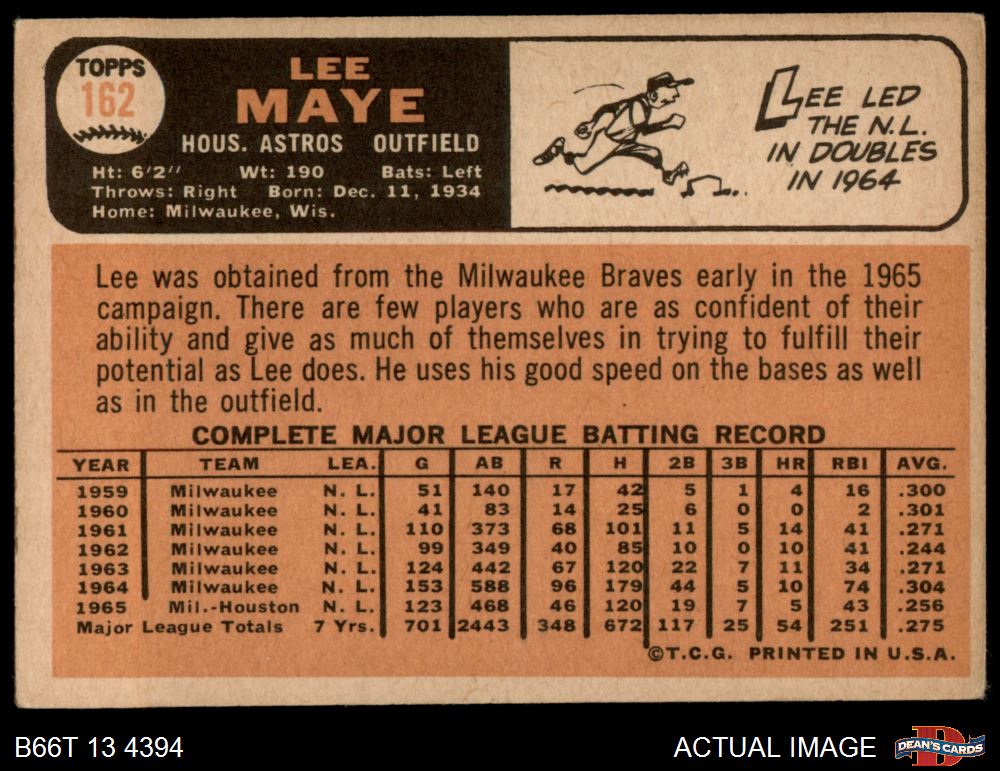 TOPPS
162
LEE
MAYE
HOUS. ASTROS OUTFIELD
Ht: 6'2" Wt: 190 Bats: Left
Throws: Right Born: Dec. 11, 1934
Home: Milwaukee, Wis.
LEE LED
THE N.L.
IN DOUBLES
IN 1964
Lee was obtained from the Milwaukee Braves early in the 1965
campaign. There are few players who are as confident of their
ability and give as much of themselves in trying to fulfill their
potential as Lee does. He uses his good speed on the bases as well
as in the outfield.
COMPLETE MAJOR LEAGUE BATTING RECORD
YEAR TEAM LEA. G AB R H 2B 3B HR RBI AVG.
1959 Milwaukee N. L. 51 140 17 42 5 1 4 16 .300
1960 Milwaukee N. L. 41 83 14 25 6 0 0 2 .301
1961 Milwaukee N. L. 110 373 68 101 11 5 14 41 .271
1962 Milwaukee N. L. 99 349 40 85 10 0 10 41 .244
1963 Milwaukee N. L. 124 442 67 120 22 7 11 34 .271
1964 Milwaukee N. L. 153 588 96 179 44 5 10 74 .304
1965 Mil.-Houston N. L. 123 468 46 120 19 7 5 43 .256
Major League Totals 7 Yrs. 701 2443 348 672 117 25 54 251 .275
©T.C.G. PRINTED IN U.S.A.
B66T 13 4394
ACTUAL IMAGE
D
DEAN'S CARDS